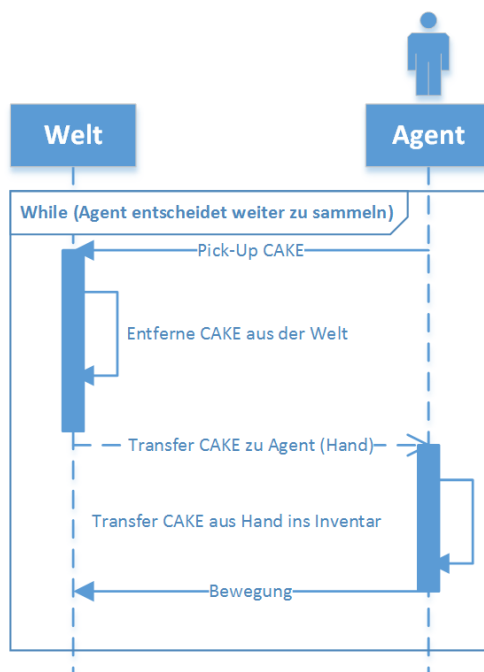 Welt
Agent
While (Agent entscheidet weiter zu sammeln)
Pick-Up CAKE
Entferne CAKE aus der Welt
Transfer CAKE zu Agent (Hand)
Transfer CAKE aus Hand ins Inventar
Bewegung